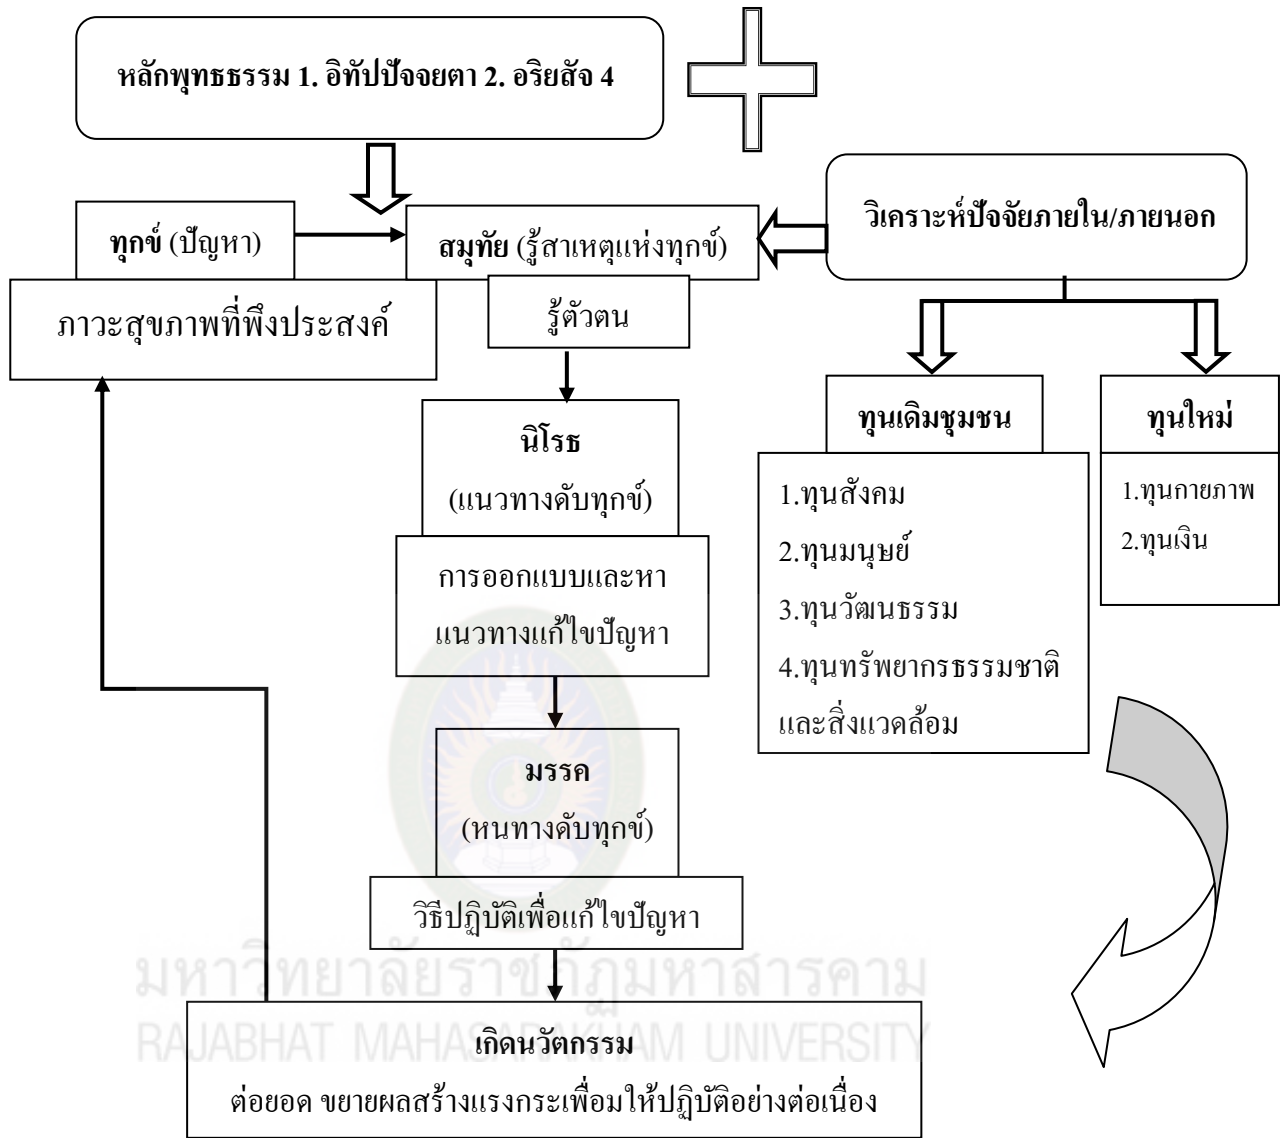 หลักพุทธธรรม 1. อิทัปปัจจยตา 2. อริยสัจ 4
วิเคราะห์ปัจจัยภายใน/ภายนอก
ทุกข์ (ปัญหา)
ภาวะสุขภาพที่พึงประสงค์
สมุทัย (รู้สาเหตุแห่งทุกข์)
รู้ตัวตน
นิโรธ
(แนวทางดับทุกข์)
การออกแบบและหา
แนวทางแก้ไขปัญหา
มรรค
(หนทางดับทุกข์)
วิธีปฏิบัติเพื่อแก้ไขปัญหา
ทุนเดิมชุมชน
1.ทุนสังคม
2.ทุนมนุษย์
3.ทุนวัฒนธรรม
4.ทุนทรัพยากรธรรมชาติ
และสิ่งแวดล้อม
ทุนใหม่
1.ทุนกายภาพ
2.ทุนเงิน
มหาวิทยาลัยราชภัฏมหาสารคาม
RAJABHAT MAHASARAKHAM UNIVERSITY
เกิดนวัตกรรม
ต่อยอด ขยายผลสร้างแรงกระเพื่อมให้ปฏิบัติอย่างต่อเนื่อง